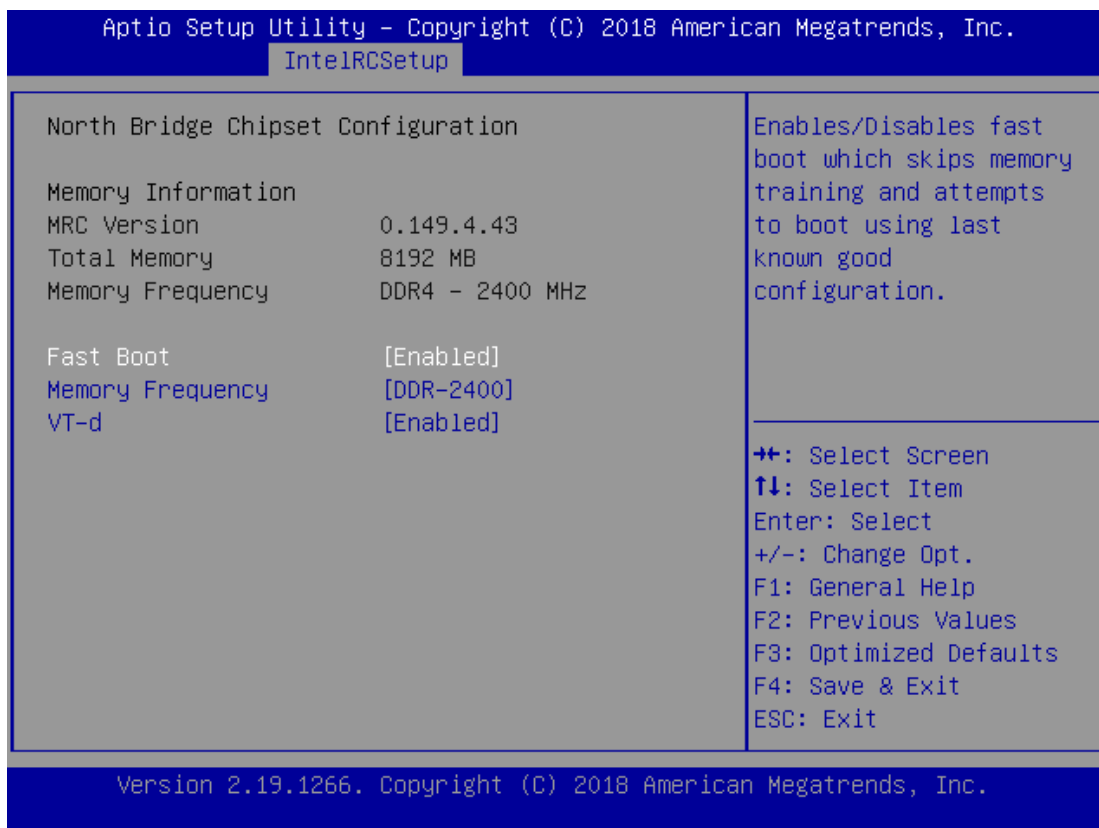 Aptio Setup Utility – Copyright (C) 2018 American Megatrends, Inc.
IntelRCSetup
North Bridge Chipset Configuration
Memory Information
MRC Version 0.149.4.43
Total Memory 8192 MB
Memory Frequency DDR4 – 2400 MHz
Fast Boot [Enabled]
Memory Frequency [DDR-2400]
VT-d [Enabled]
Enables/Disables fast
boot which skips memory
training and attempts
to boot using last
known good
configuration.
→←: Select Screen
↑↓: Select Item
Enter: Select
+/-: Change Opt.
F1: General Help
F2: Previous Values
F3: Optimized Defaults
F4: Save & Exit
ESC: Exit
Version 2.19.1266. Copyright (C) 2018 American Megatrends, Inc.